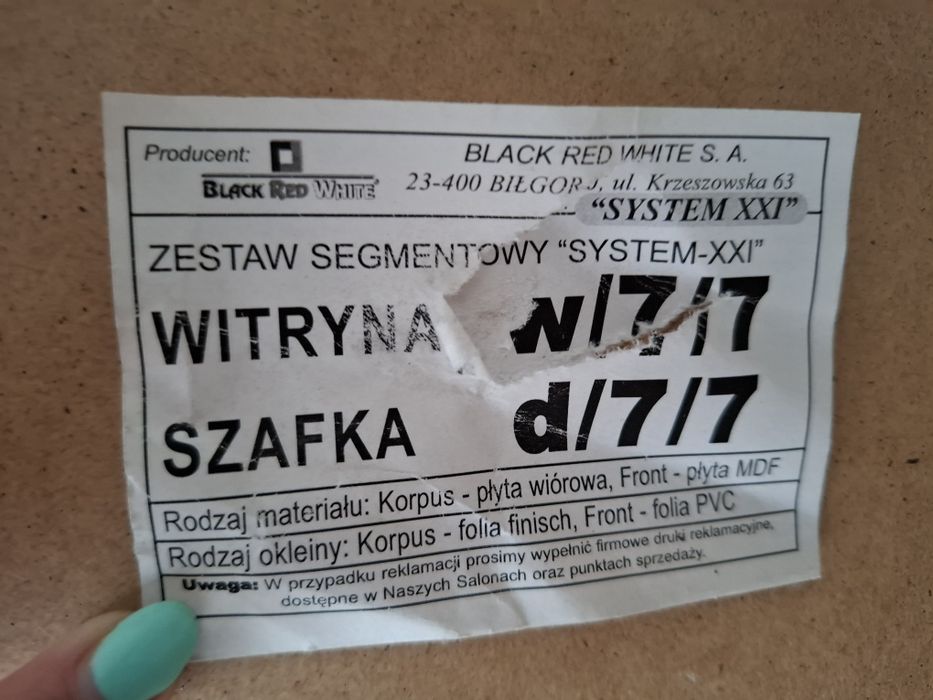 Producent:
BLACK RED WHITE
BLACK RED WHITE S. A.
23-400 BIŁGORAJ, ul. Krzeszowska 63
"SYSTEM XXI"
ZESTAW SEGMENTOWY "SYSTEM-XXI"
WITRYNA w/7/7
SZAFKA d/7/7
Rodzaj materiału: Korpus - płyta wiórowa, Front - płyta MDF
Rodzaj okleiny: Korpus - folia finisch, Front - folia PVC
Uwaga: W przypadku reklamacji prosimy wypełnić firmowe druki reklamacyjne,
dostępne w Naszych Salonach oraz punktach sprzedaży.